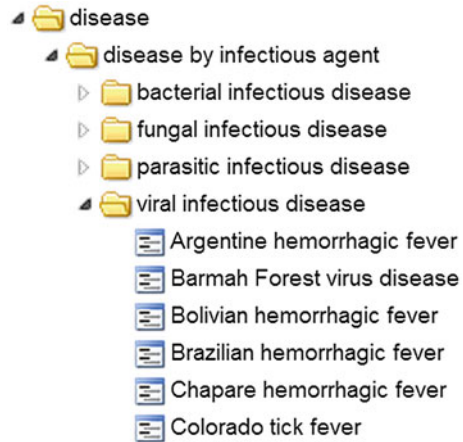 disease
disease by infectious agent
bacterial infectious disease
fungal infectious disease
parasitic infectious disease
viral infectious disease
Argentine hemorrhagic fever
Barmah Forest virus disease
Bolivian hemorrhagic fever
Brazilian hemorrhagic fever
Chapare hemorrhagic fever
Colorado tick fever